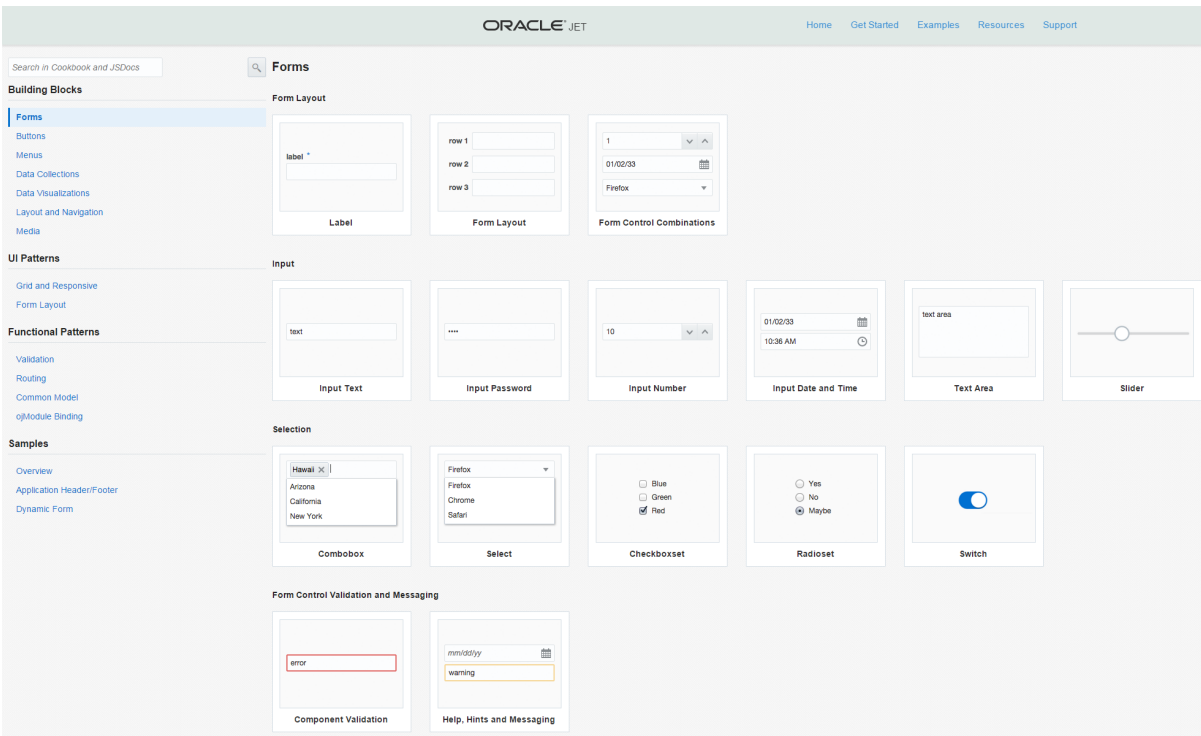 ORACLE JET
Home Get Started Examples Resources Support
Search in Cookbook and JSDocs
Building Blocks
Forms
Buttons
Menus
Data Collections
Data Visualizations
Layout and Navigation
Media
UI Patterns
Grid and Responsive
Form Layout
Functional Patterns
Validation
Routing
Common Model
ojModule Binding
Samples
Overview
Application Header/Footer
Dynamic Form
Forms
Form Layout
label *
Label
row 1
row 2
row 3
Form Layout
1
01/02/33
Firefox
Form Control Combinations
Input
text
Input Text
••••
Input Password
10
Input Number
01/02/33
10:36 AM
Input Date and Time
text area
Text Area
Slider
Selection
Hawaii
Arizona
California
New York
Combobox
Firefox
Firefox
Chrome
Safari
Select
Blue
Green
Red
Checkboxset
Yes
No
Maybe
Radioset
Switch
Form Control Validation and Messaging
error
Component Validation
mm/dd/yy
warning
Help, Hints and Messaging